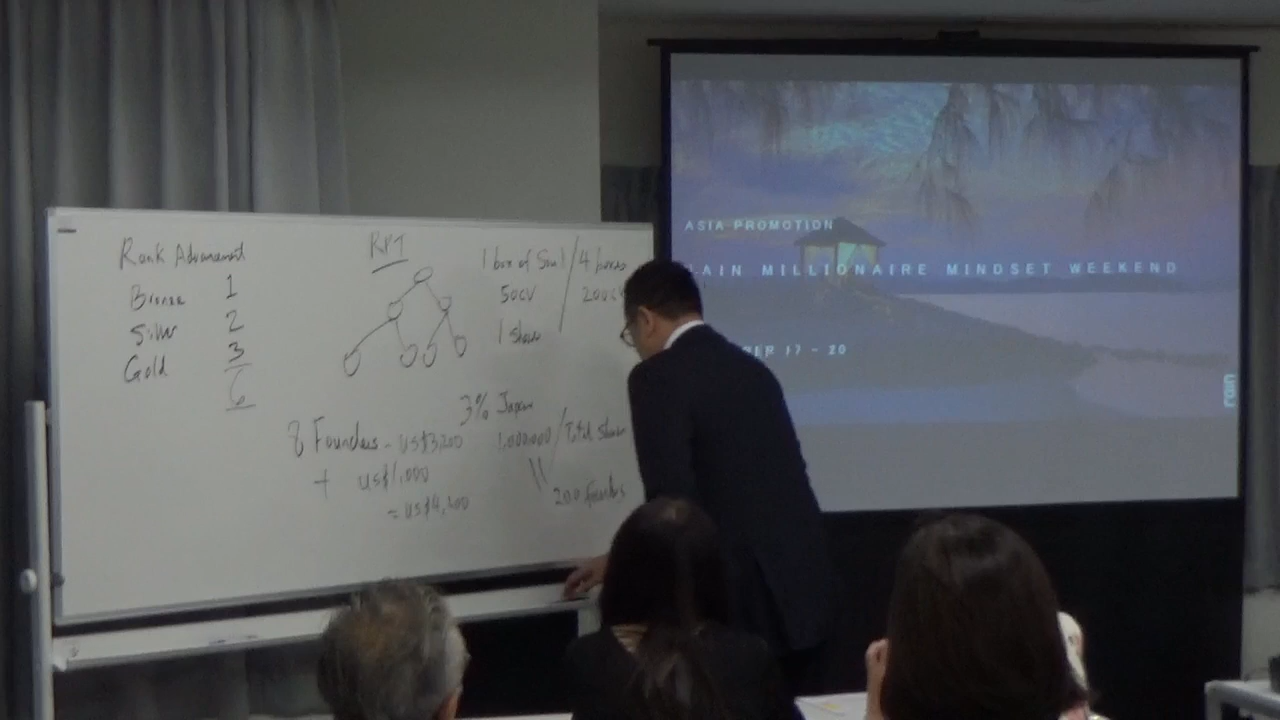 Rank Advancement
Bronze 1
Silver 2
Gold 3
6
RPT
1 box of Soul / 4 boxes
50CV / 200CV
1 share
3% Japan
8 Founders - US$3,200
1,000,000 / Total Shares
+ US$1,000
= US$4,200
200
ASIA PROMOTION
MILLIONAIRE MINDSET WEEKEND
17 - 20
rain